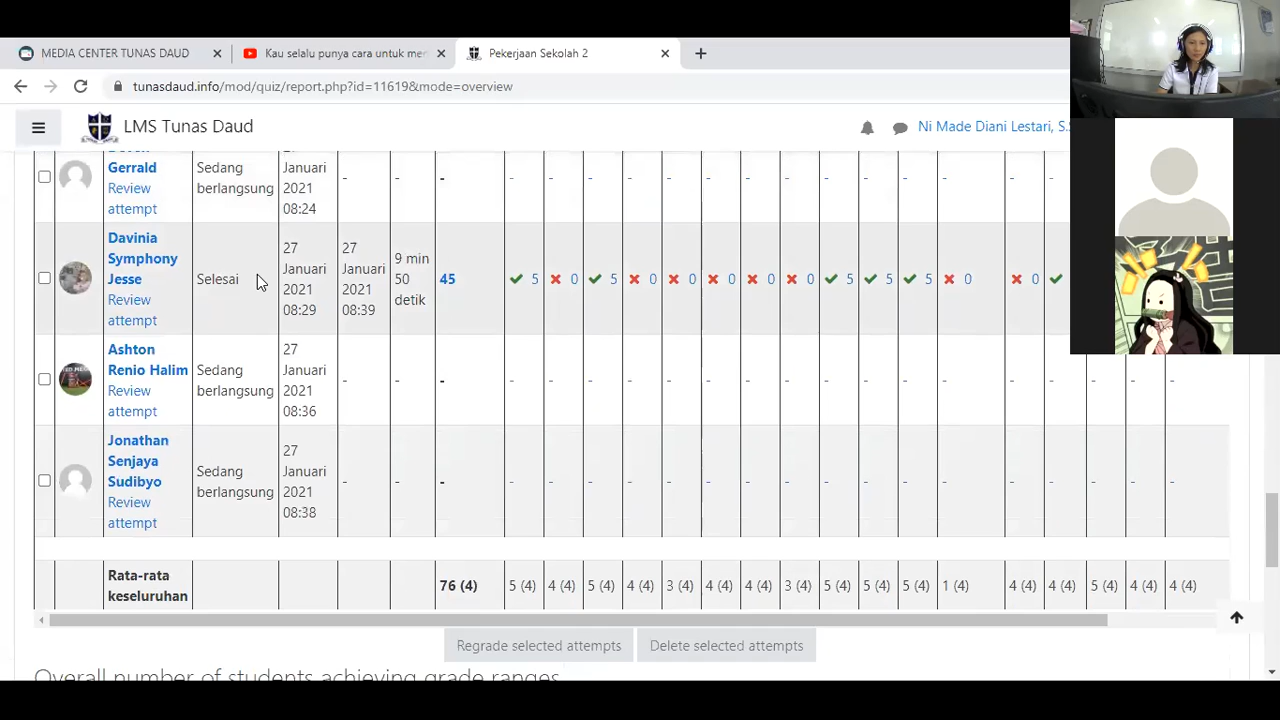 MEDIA CENTER TUNAS DAUD
Kau selalu punya cara untuk me
Pekerjaan Sekolah 2
tunasdaud.info/mod/quiz/report.php?id=11619&mode=overview
LMS Tunas Daud
Ni Made Diani Lestari, S.
Gerrald
Review
attempt
Sedang
berlangsung
Januari
2021
08:24
- - - - - - - - - - - - - - - - -
Davinia
Symphony
Jesse
Review
attempt
Selesai
27
Januari
2021
08:29
27
Januari
2021
08:39
9 min
50
detik
45
5 0 5 0 0 0 0 0 5 5 5 0 0
Ashton
Renio Halim
Review
attempt
Sedang
berlangsung
27
Januari
2021
08:36
- - - - - - - - - - - - - - - - -
Jonathan
Senjaya
Sudibyo
Review
attempt
Sedang
berlangsung
27
Januari
2021
08:38
- - - - - - - - - - - - - - - - - - - -
Rata-rata
keseluruhan
76 (4) 5 (4) 4 (4) 5 (4) 4 (4) 3 (4) 4 (4) 4 (4) 3 (4) 5 (4) 5 (4) 5 (4) 1 (4) 4 (4) 4 (4) 5 (4) 4 (4) 4 (4)
Regrade selected attempts
Delete selected attempts
Overall number of students achieving grade ranges